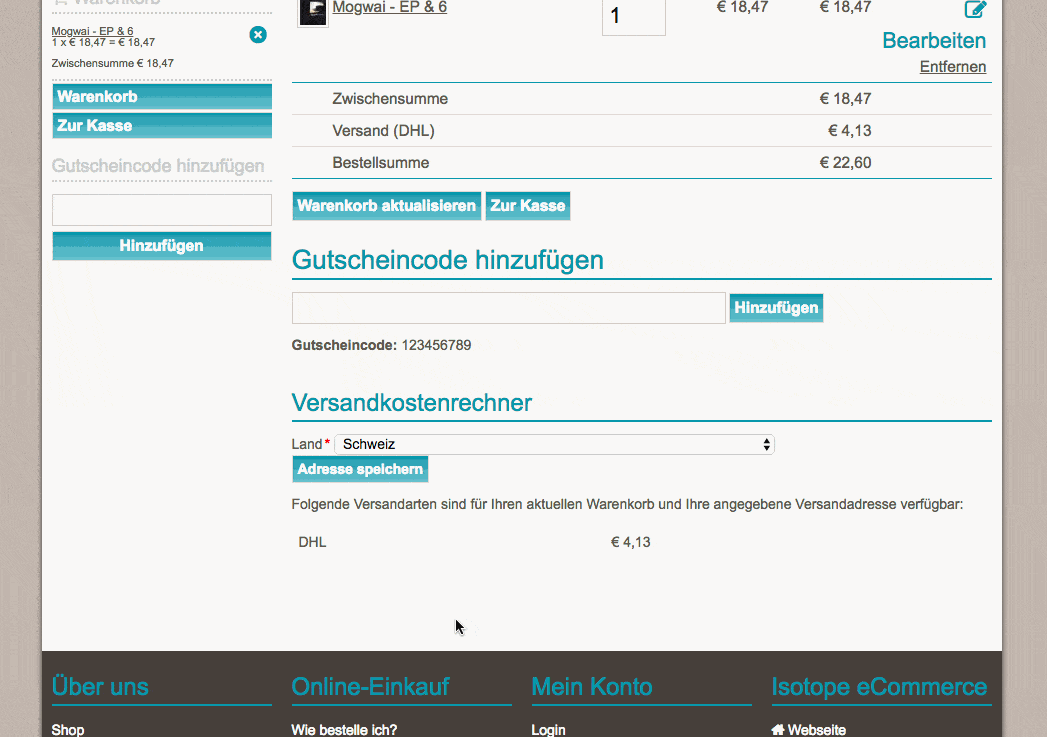 Warenkorb
Mogwai - EP & 6
1 x € 18,47 = € 18,47
Zwischensumme € 18,47
Warenkorb
Zur Kasse
Gutscheincode hinzufügen
Hinzufügen
Mogwai - EP & 6 1 € 18,47 € 18,47
Bearbeiten
Entfernen
Zwischensumme € 18,47
Versand (DHL) € 4,13
Bestellsumme € 22,60
Warenkorb aktualisieren Zur Kasse
Gutscheincode hinzufügen
Hinzufügen
Gutscheincode: 123456789
Versandkostenrechner
Land* Schweiz
Adresse speichern
Folgende Versandarten sind für Ihren aktuellen Warenkorb und Ihre angegebene Versandadresse verfügbar:
DHL € 4,13
Über uns Online-Einkauf Mein Konto Isotope eCommerce
Shop Wie bestelle ich? Login Webseite